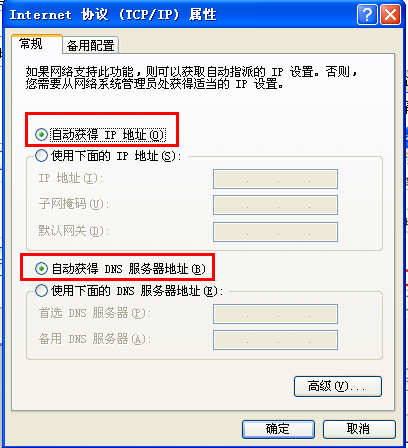 Internet 协议 (TCP/IP) 属性
常规
备用配置
如果网络支持此功能，则可以获取自动指派的 IP 设置。否则，
您需要从网络系统管理员处获得适当的 IP 设置。
自动获得 IP 地址(O)
使用下面的 IP 地址(S):
IP 地址(I):
子网掩码(U):
默认网关(D):
自动获得 DNS 服务器地址(B)
使用下面的 DNS 服务器地址(E):
首选 DNS 服务器(P):
备用 DNS 服务器(A):
高级(V)...
确定
取消